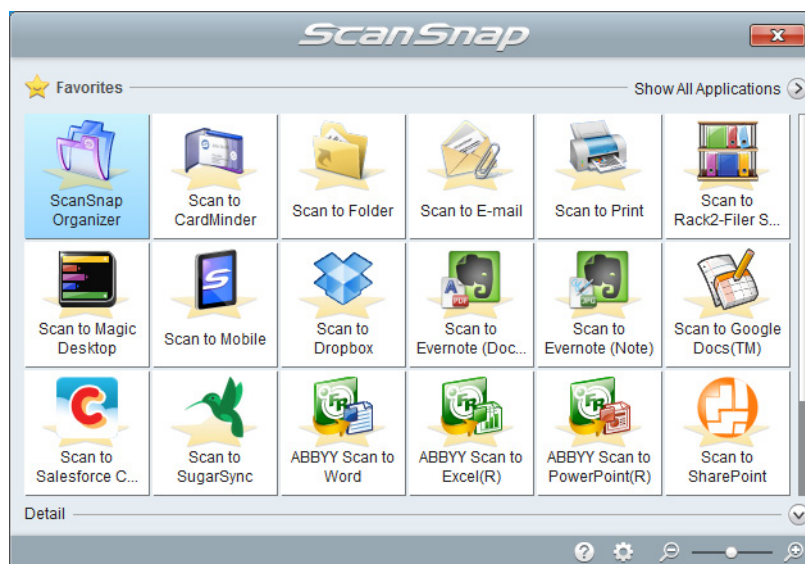 ScanSnap
Favorites
Show All Applications
ScanSnap
Organizer
Scan to
CardMinder
Scan to Folder
Scan to E-mail
Scan to Print
Scan to
Rack2-Filer S...
Scan to Magic
Desktop
Scan to Mobile
Scan to
Dropbox
Scan to
Evernote (Doc...
Scan to
Evernote (Note)
Scan to Google
Docs(TM)
Scan to
Salesforce C...
Scan to
SugarSync
ABBYY Scan to
Word
ABBYY Scan to
Excel(R)
ABBYY Scan to
PowerPoint(R)
Scan to
SharePoint
Detail